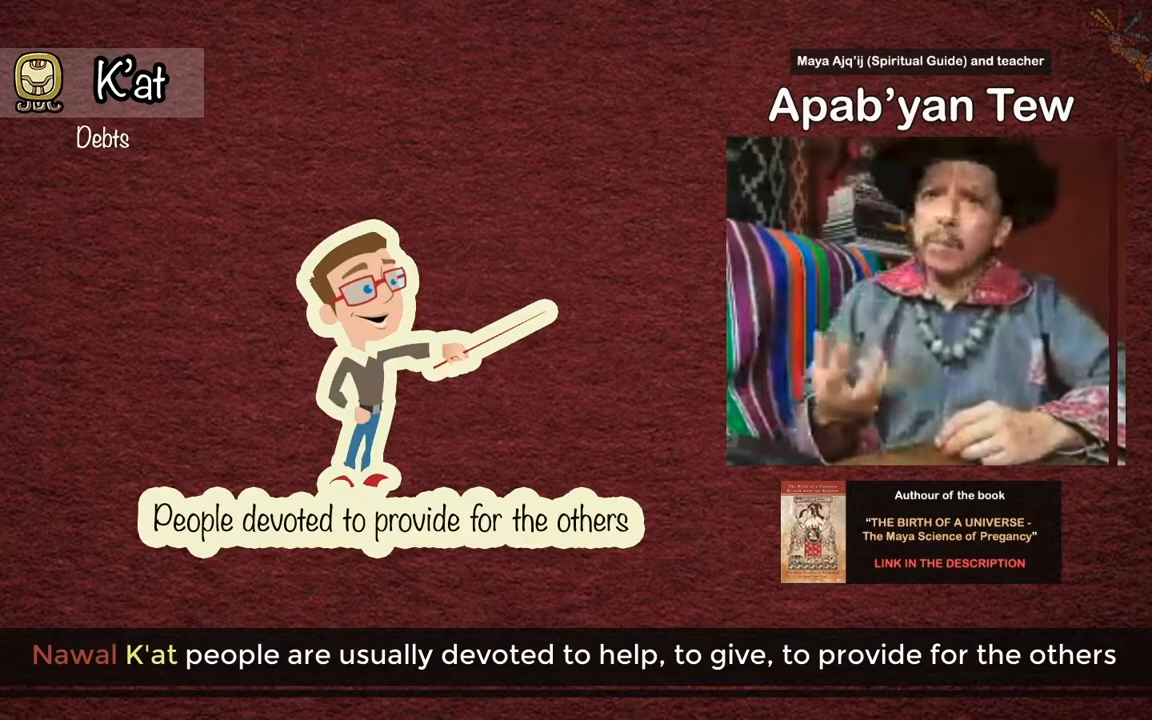 K'at
Debts
Maya Ajq'ij (Spiritual Guide) and teacher
Apab'yan Tew
People devoted to provide for the others
Authour of the book
“THE BIRTH OF A UNIVERSE -
The Maya Science of Pregancy”
LINK IN THE DESCRIPTION
Nawal K'at people are usually devoted to help, to give, to provide for the others